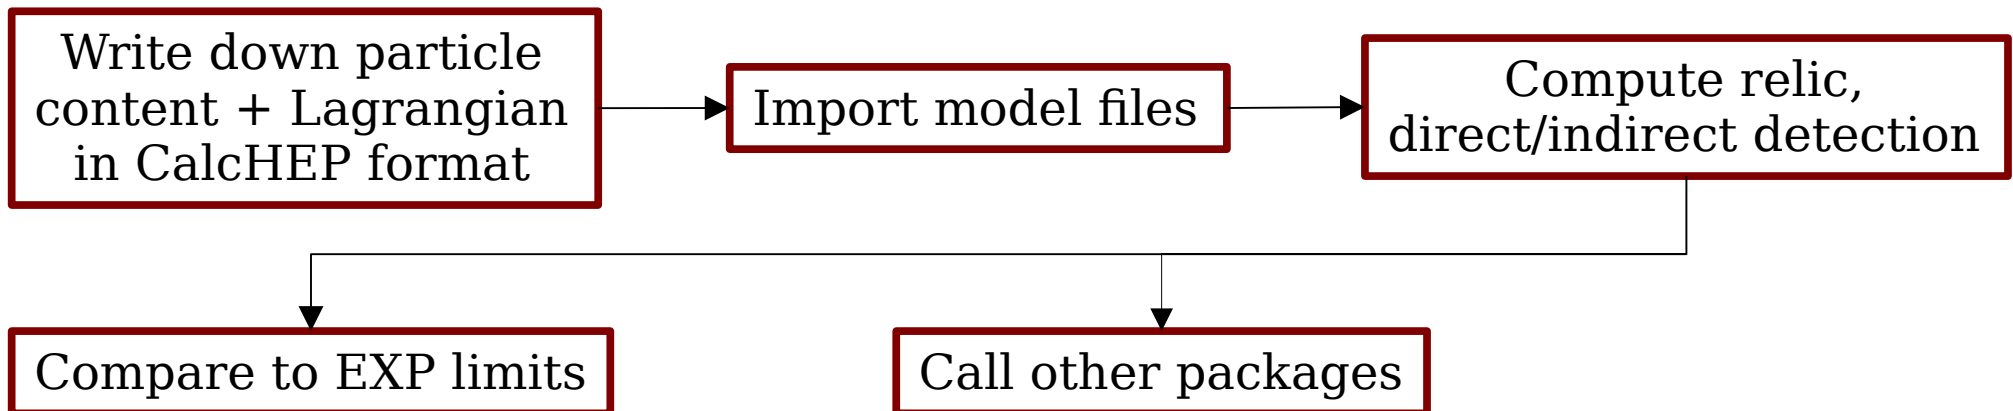 Write down particle
content + Lagrangian
in CalcHEP format
Import model files
Compute relic,
direct/indirect detection
Compare to EXP limits
Call other packages